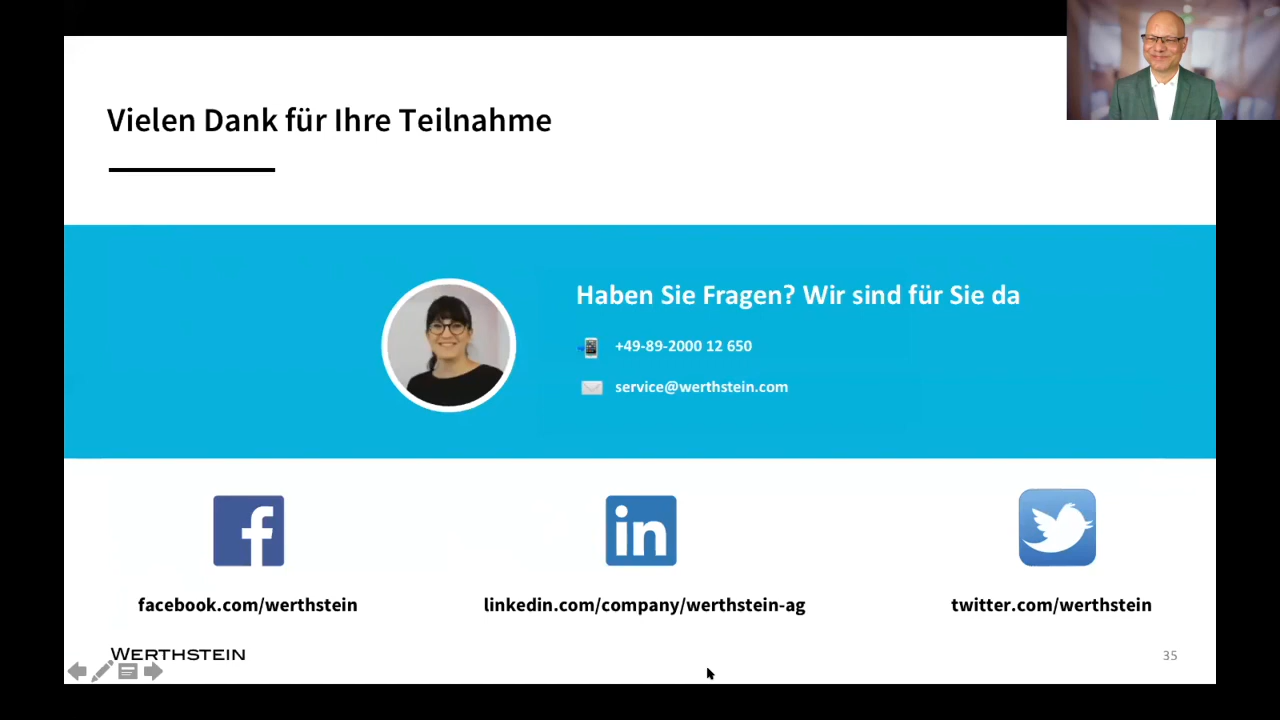 Vielen Dank für Ihre Teilnahme
Haben Sie Fragen? Wir sind für Sie da
+49-89-2000 12 650
service@werthstein.com
facebook.com/werthstein
linkedin.com/company/werthstein-ag
twitter.com/werthstein
WERTHSTEIN
35